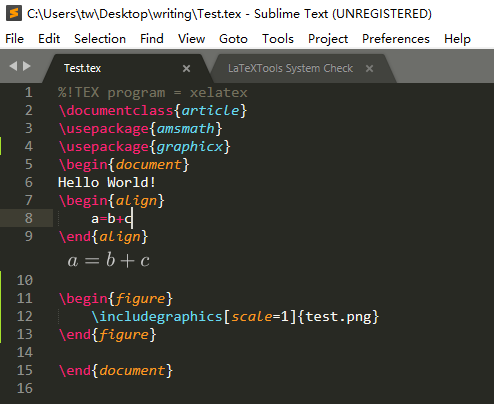 C:\Users\tw\Desktop\writing\Test.tex - Sublime Text (UNREGISTERED)
File Edit Selection Find View Goto Tools Project Preferences Help
Test.tex × LaTeXTools System Check ×
1 %!TEX program = xelatex
2 \documentclass{article}
3 \usepackage{amsmath}
4 \usepackage{graphicx}
5 \begin{document}
6 Hello World!
7 \begin{align}
8 a=b+c
9 \end{align}
a = b + c
10
11 \begin{figure}
12 \includegraphics[scale=1]{test.png}
13 \end{figure}
14
15 \end{document}
16